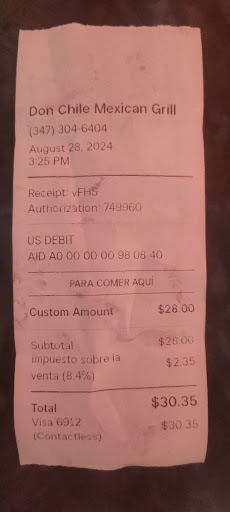 Don Chile Mexican Grill
(347) 304-6404
August 28, 2024
3:25 PM
Receipt: vFHS
Authorization: 749960
US DEBIT
AID A0 00 00 00 98 08 40
PARA COMER AQUÍ
Custom Amount $28.00
Subtotal $28.00
impuesto sobre la $2.35
venta (8.4%)
Total $30.35
Visa 6912 $30.35
(Contactless)